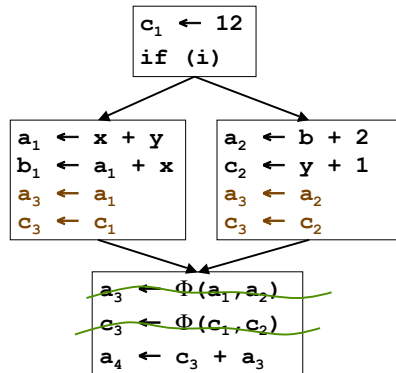 c₁ ← 12
if (i)
a₁ ← x + y
b₁ ← a₁ + x
a₃ ← a₁
c₃ ← c₁
a₂ ← b + 2
c₂ ← y + 1
a₃ ← a₂
c₃ ← c₂
a₃ ← Φ(a₁,a₂)
c₃ ← Φ(c₁,c₂)
a₄ ← c₃ + a₃